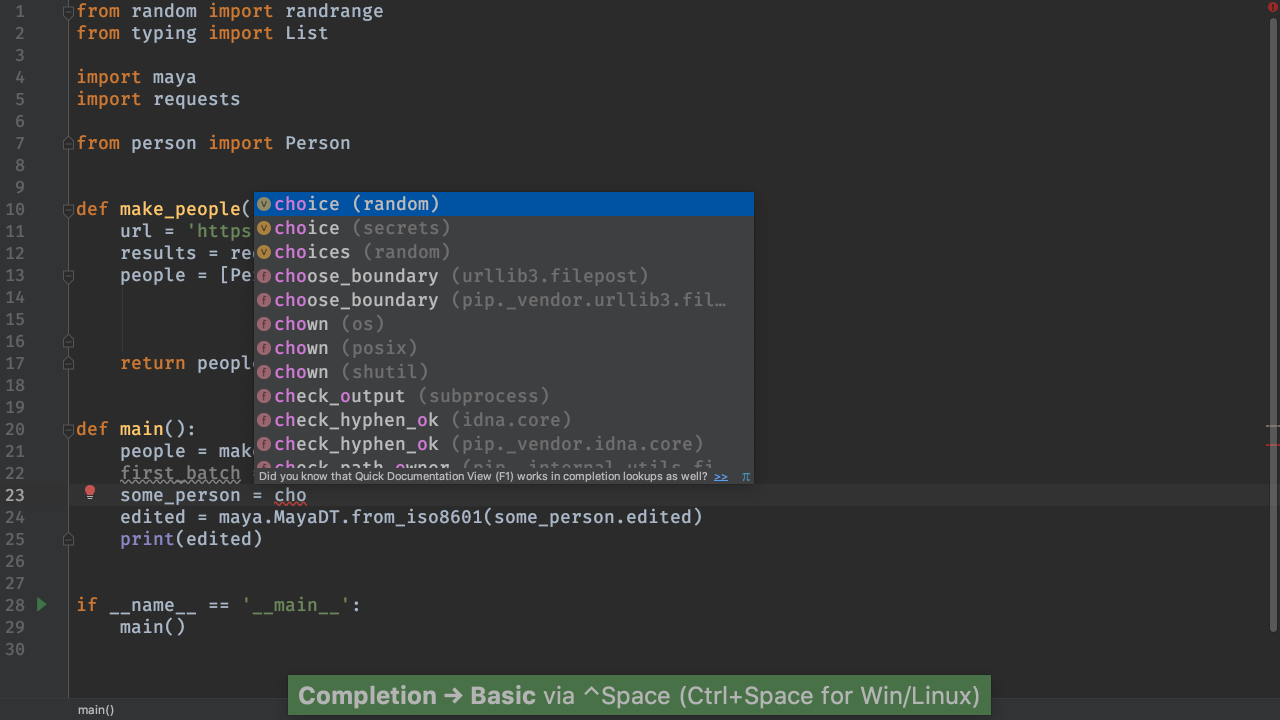 1 from random import randrange
2 from typing import List
3
4 import maya
5 import requests
6
7 from person import Person
8
9
10 def make_people(
11 url = 'https
12 results = re
13 people = [Pe
14
15
16
17 return people
18
19
20 def main():
21 people = mak
22 first_batch
23 some_person = cho
24 edited = maya.MayaDT.from_iso8601(some_person.edited)
25 print(edited)
26
27
28 if __name__ == '__main__':
29 main()
30
choice (random)
choice (secrets)
choices (random)
choose_boundary (urllib3.filepost)
choose_boundary (pip._vendor.urllib3.fil…
chown (os)
chown (posix)
chown (shutil)
check_output (subprocess)
check_hyphen_ok (idna.core)
check_hyphen_ok (pip._vendor.idna.core)
check_path_owner (pip._internal.utils.fi
Did you know that Quick Documentation View (F1) works in completion lookups as well? >> π
Completion → Basic via ^Space (Ctrl+Space for Win/Linux)
main()